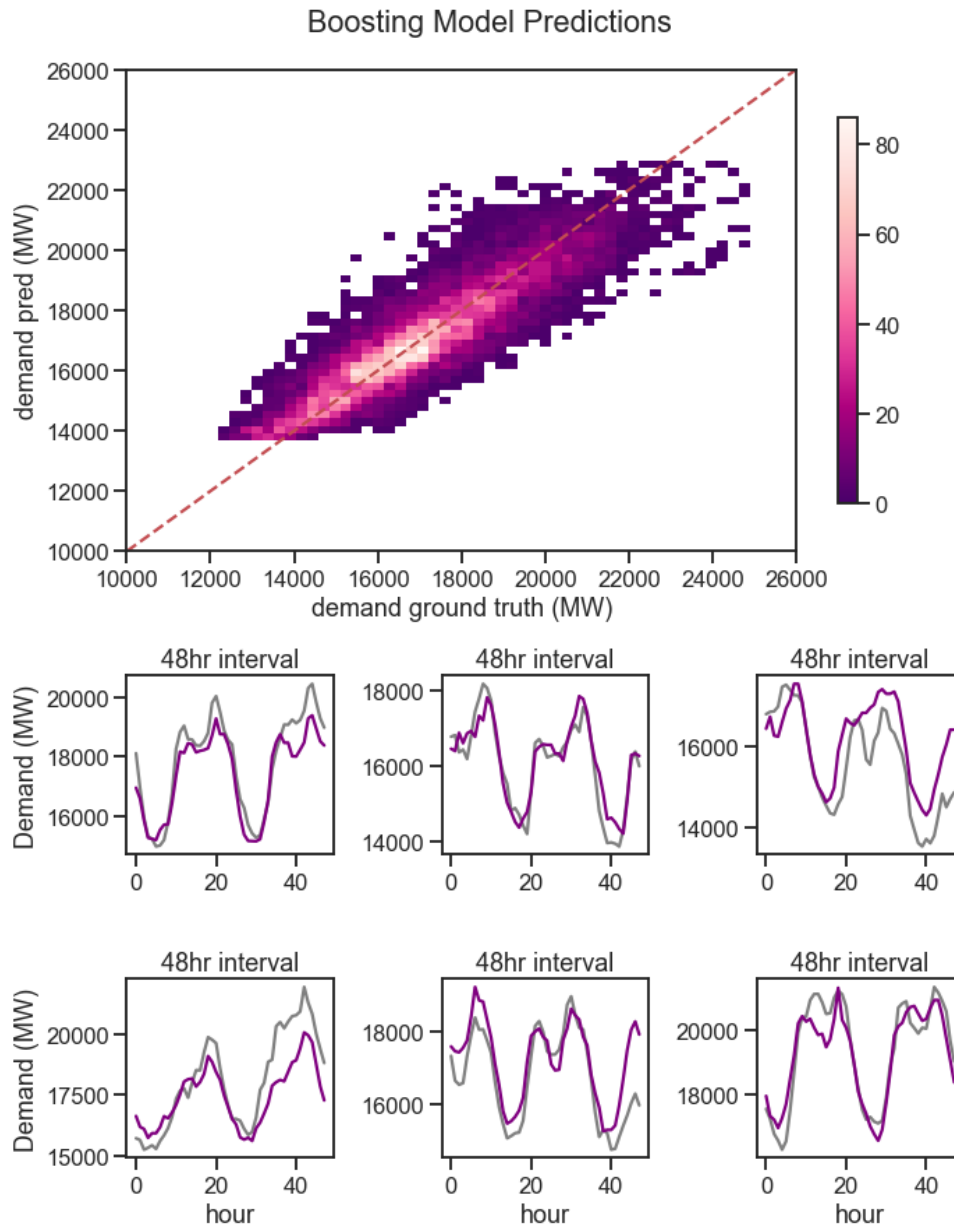 Boosting Model Predictions
26000
24000
22000
20000
18000
16000
14000
12000
10000
demand pred (MW)
10000 12000 14000 16000 18000 20000 22000 24000 26000
demand ground truth (MW)
80
60
40
20
0
48hr interval 48hr interval 48hr interval
Demand (MW)
20000
18000
16000
0 20 40
18000
16000
14000
0 20 40
16000
14000
0 20 40
48hr interval 48hr interval 48hr interval
Demand (MW)
20000
17500
15000
0 20 40
hour
18000
16000
0 20 40
hour
20000
18000
0 20 40
hour